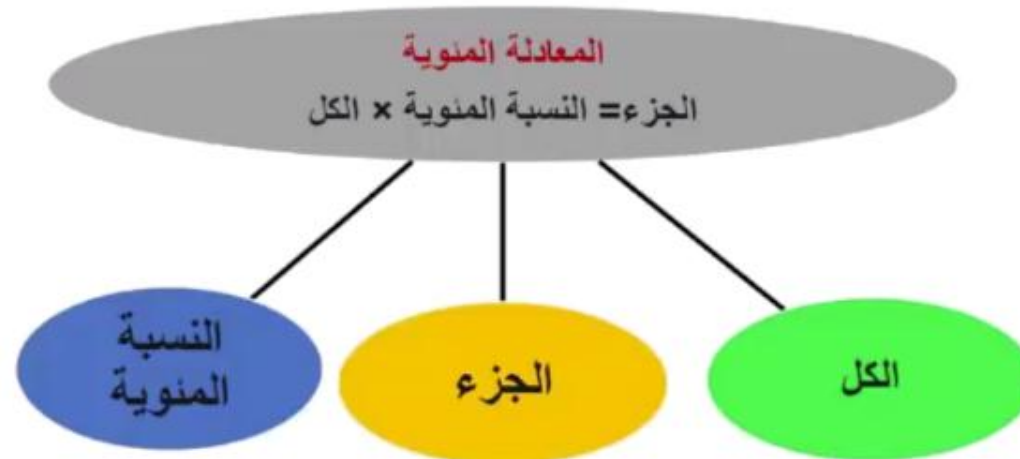 المعادلة المئوية
الجزء= النسبة المئوية × الكل
الكل
الجزء
النسبة
المئوية